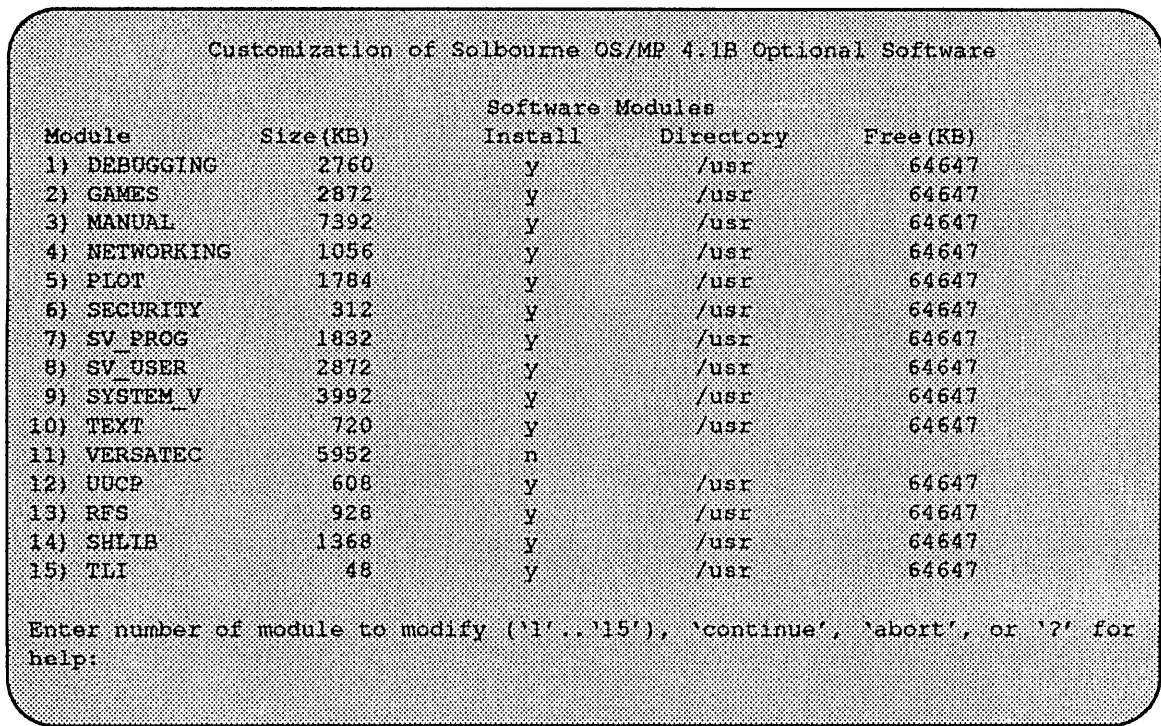 Customization of Solbourne OS/MP 4.1B Optional Software
Software Modules
Module Size(KB) Install Directory Free(KB)
1) DEBUGGING 2760 y /usr 64647
2) GAMES 2872 y /usr 64647
3) MANUAL 7392 y /usr 64647
4) NETWORKING 1056 y /usr 64647
5) PLOT 1784 y /usr 64647
6) SECURITY 312 y /usr 64647
7) SV_PROG 1832 y /usr 64647
8) SV_USER 2872 y /usr 64647
9) SYSTEM_V 3992 y /usr 64647
10) TEXT 720 y /usr 64647
11) VERSATEC 5952 n
12) UUCP 608 y /usr 64647
13) RFS 928 y /usr 64647
14) SHLIB 1368 y /usr 64647
15) TLI 48 y /usr 64647
Enter number of module to modify (`1'..`15'), `continue', `abort', or `?' for
help: